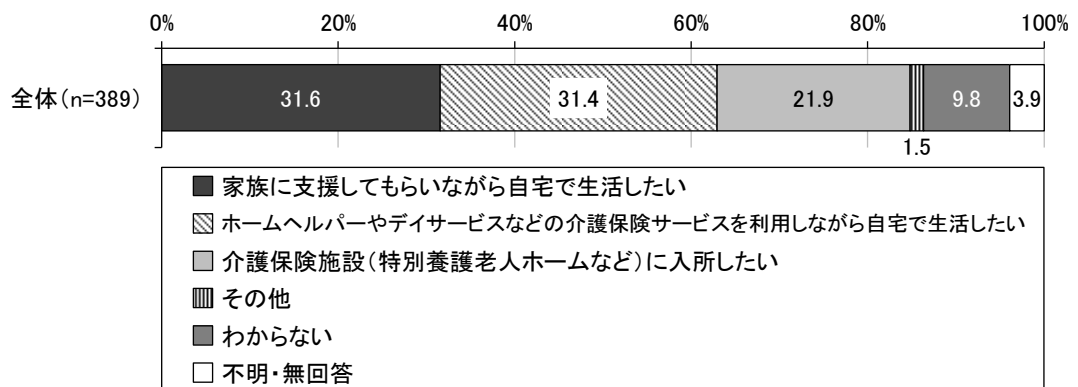 0% 20% 40% 60% 80% 100%
全体(n=389) 31.6 31.4 21.9 9.8 3.9
1.5
家族に支援してもらいながら自宅で生活したい
ホームヘルパーやデイサービスなどの介護保険サービスを利用しながら自宅で生活したい
介護保険施設(特別養護老人ホームなど)に入所したい
その他
わからない
不明・無回答